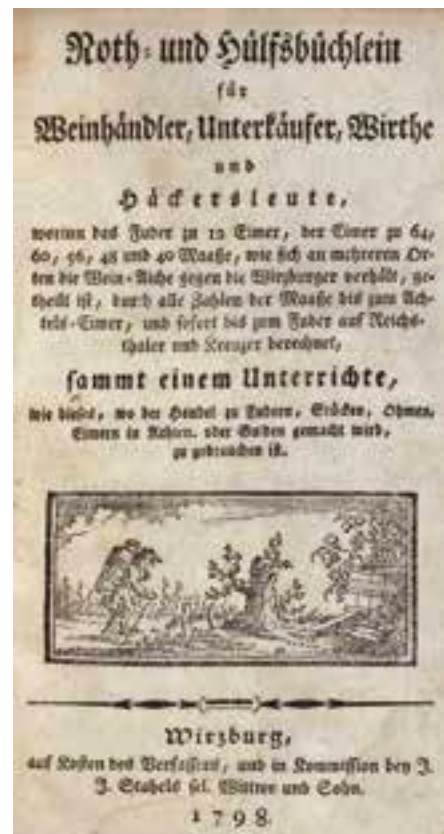 Noth- und Hülfsbüchlein
für
Weinhändler, Unterkäufer, Wirthe
und
Häckersleute,
worinn das Fuder zu 12 Eimer, der Eimer zu 64,
60, 56, 48 und 40 Maaße, wie sich an mehreren Or-
ten die Wein-Aiche gegen die Wirzburger verhält, ge-
theilt ist, durch alle Zahlen der Maaße bis zum Ach-
tels-Eimer, und sofort bis zum Fuder auf Reichs-
thaler und Kreuzer berechnet,
sammt einem Unterrichte,
wie dieses, wo der Handel zu Fudern, Stücken, Ohmen,
Eimern in Kahlen. oder Gulden gemacht wird,
zu gebrauchen ist.
Wirzburg,
auf Kosten des Verfassers, und in Kommission bey J.
J. Stahels sel. Wittwe und Sohn.
1798.